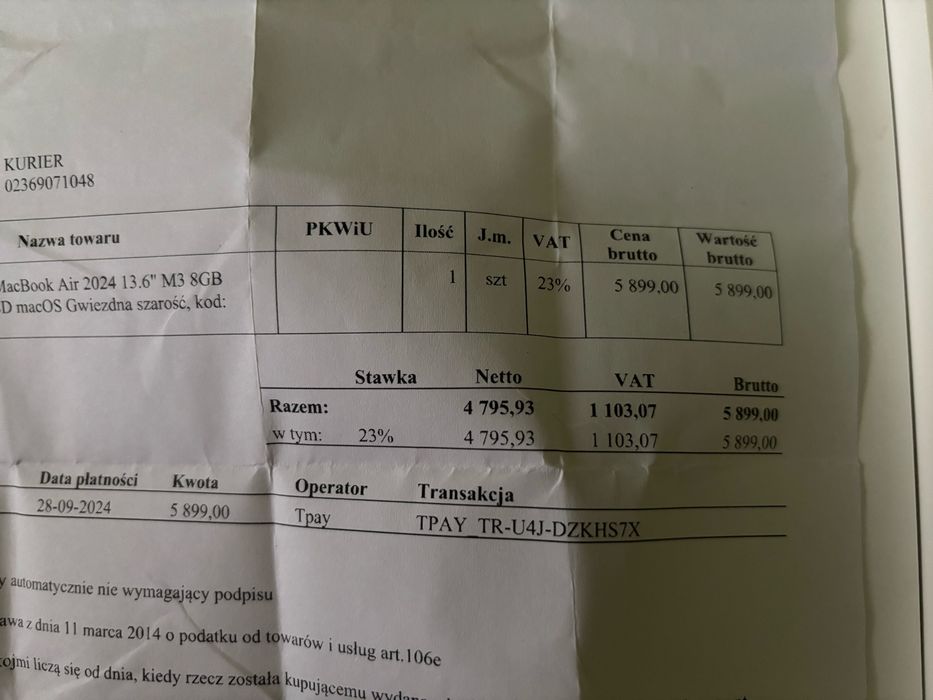 KURIER
02369071048
Nazwa towaru PKWiU Ilość J.m. VAT Cena brutto Wartość brutto
MacBook Air 2024 13.6" M3 8GB 1 szt 23% 5 899,00 5 899,00
D macOS Gwiezdna szarość, kod:
Stawka Netto VAT Brutto
Razem: 4 795,93 1 103,07 5 899,00
w tym: 23% 4 795,93 1 103,07 5 899,00
Data płatności Kwota Operator Transakcja
28-09-2024 5 899,00 Tpay TPAY_TR-U4J-DZKHS7X
y automatycznie nie wymagający podpisu
awa z dnia 11 marca 2014 o podatku od towarów i usług art.106e
ojmi liczą się od dnia, kiedy rzecz została kupującemu